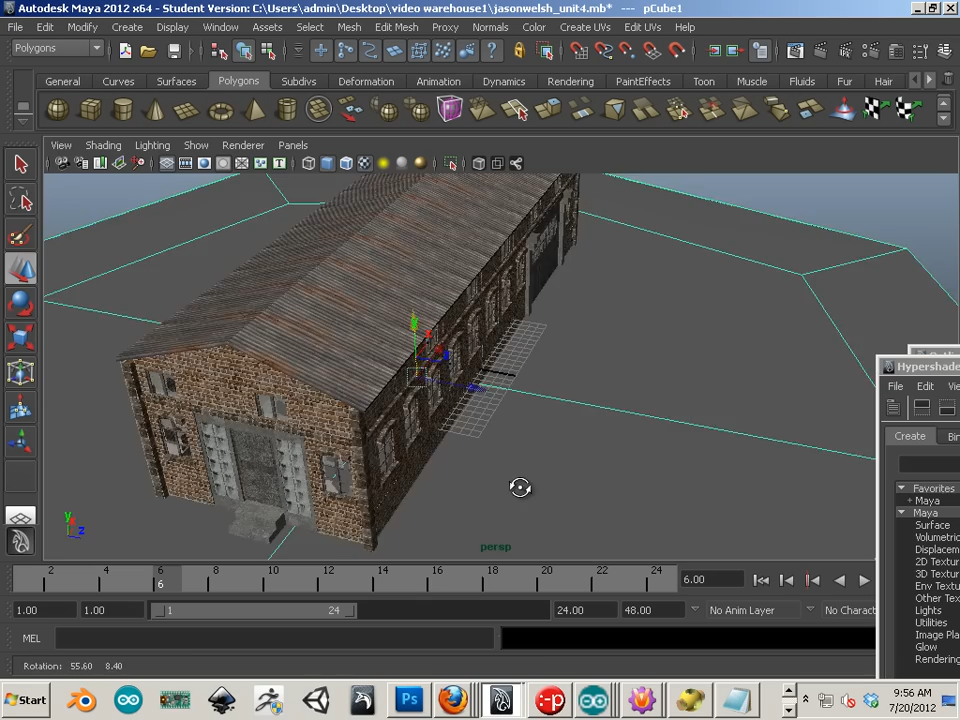 Autodesk Maya 2012 x64 - Student Version: C:\Users\admin\Desktop\video warehouse1\jasonwelsh_unit4.mb* --- pCube1
File Edit Modify Create Display Window Assets Select Mesh Edit Mesh Proxy Normals Color Create UVs Edit UVs Help
Polygons
General Curves Surfaces Polygons Subdivs Deformation Animation Dynamics Rendering PaintEffects Toon Muscle Fluids Fur Hair
View Shading Lighting Show Renderer Panels
Hypershade
File Edit
Create
Favorites
+ Maya
Maya
Surface
Volumetric
Displacem
2D Textur
3D Textur
Env Textu
Other Tex
Lights
Utilities
Image Pla
Glow
Rendering
persp
y
z
2 4 6 8 10 12 14 16 18 20 22 24
6
6.00
1.00 1.00 1 24 24.00 48.00 No Anim Layer No Charact
MEL
Rotation: 55.60 8.40
Start
Ps
9:56 AM
7/20/2012